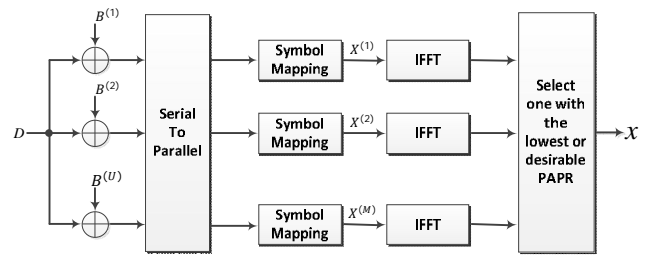 B(1)
B(2)
B(U)
D
Serial
To
Parallel
Symbol
Mapping
X(1)
IFFT
Symbol
Mapping
X(2)
IFFT
Symbol
Mapping
X(M)
IFFT
Select
one with
the
lowest or
desirable
PAPR
x